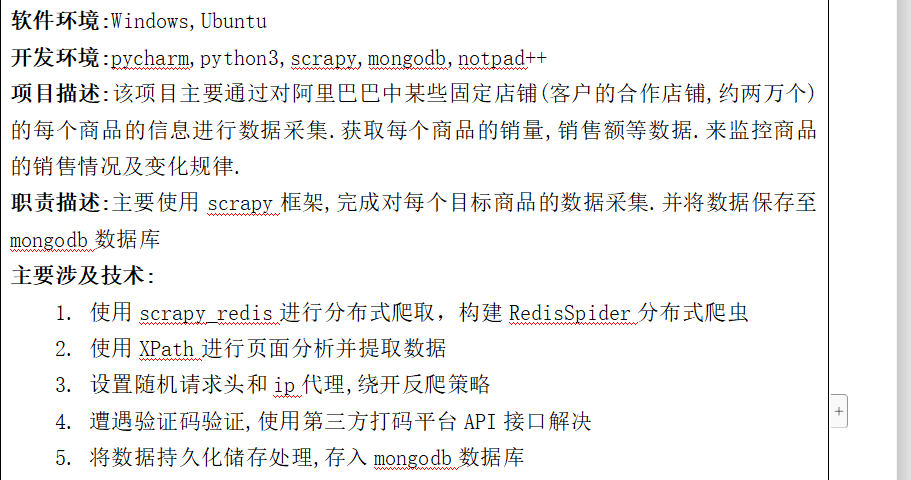 软件环境:Windows,Ubuntu
开发环境:pycharm,python3,scrapy,mongodb,notpad++
项目描述:该项目主要通过对阿里巴巴中某些固定店铺(客户的合作店铺,约两万个)
的每个商品的信息进行数据采集.获取每个商品的销量,销售额等数据.来监控商品
的销售情况及变化规律.
职责描述:主要使用 scrapy 框架,完成对每个目标商品的数据采集.并将数据保存至
mongodb 数据库
主要涉及技术:
1. 使用 scrapy_redis 进行分布式爬取，构建 RedisSpider 分布式爬虫
2. 使用 XPath 进行页面分析并提取数据
3. 设置随机请求头和 ip 代理,绕开反爬策略
4. 遭遇验证码验证,使用第三方打码平台 API 接口解决
5. 将数据持久化储存处理,存入 mongodb 数据库